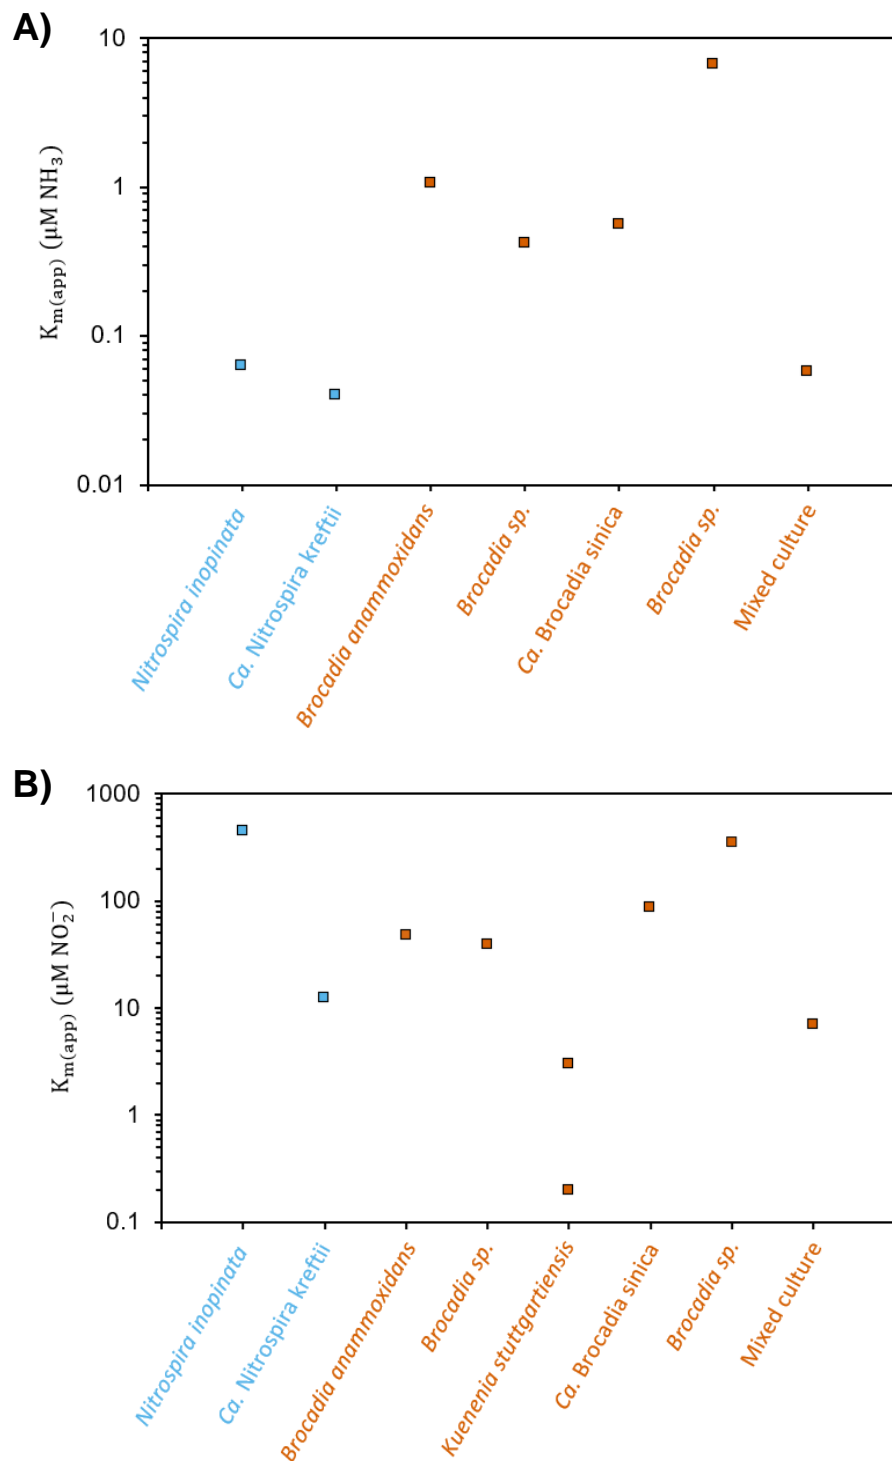 A)
10
1
0.1
0.01
K_m(app) (μM NH₃)
Nitrospira inopinata
Ca. Nitrospira kreftii
Brocadia anammoxidans
Brocadia sp.
Ca. Brocadia sinica
Brocadia sp.
Mixed culture
B)
1000
100
10
1
0.1
K_m(app) (μM NO₂⁻)
Nitrospira inopinata
Ca. Nitrospira kreftii
Brocadia anammoxidans
Brocadia sp.
Kuenenia stuttgartiensis
Ca. Brocadia sinica
Brocadia sp.
Mixed culture